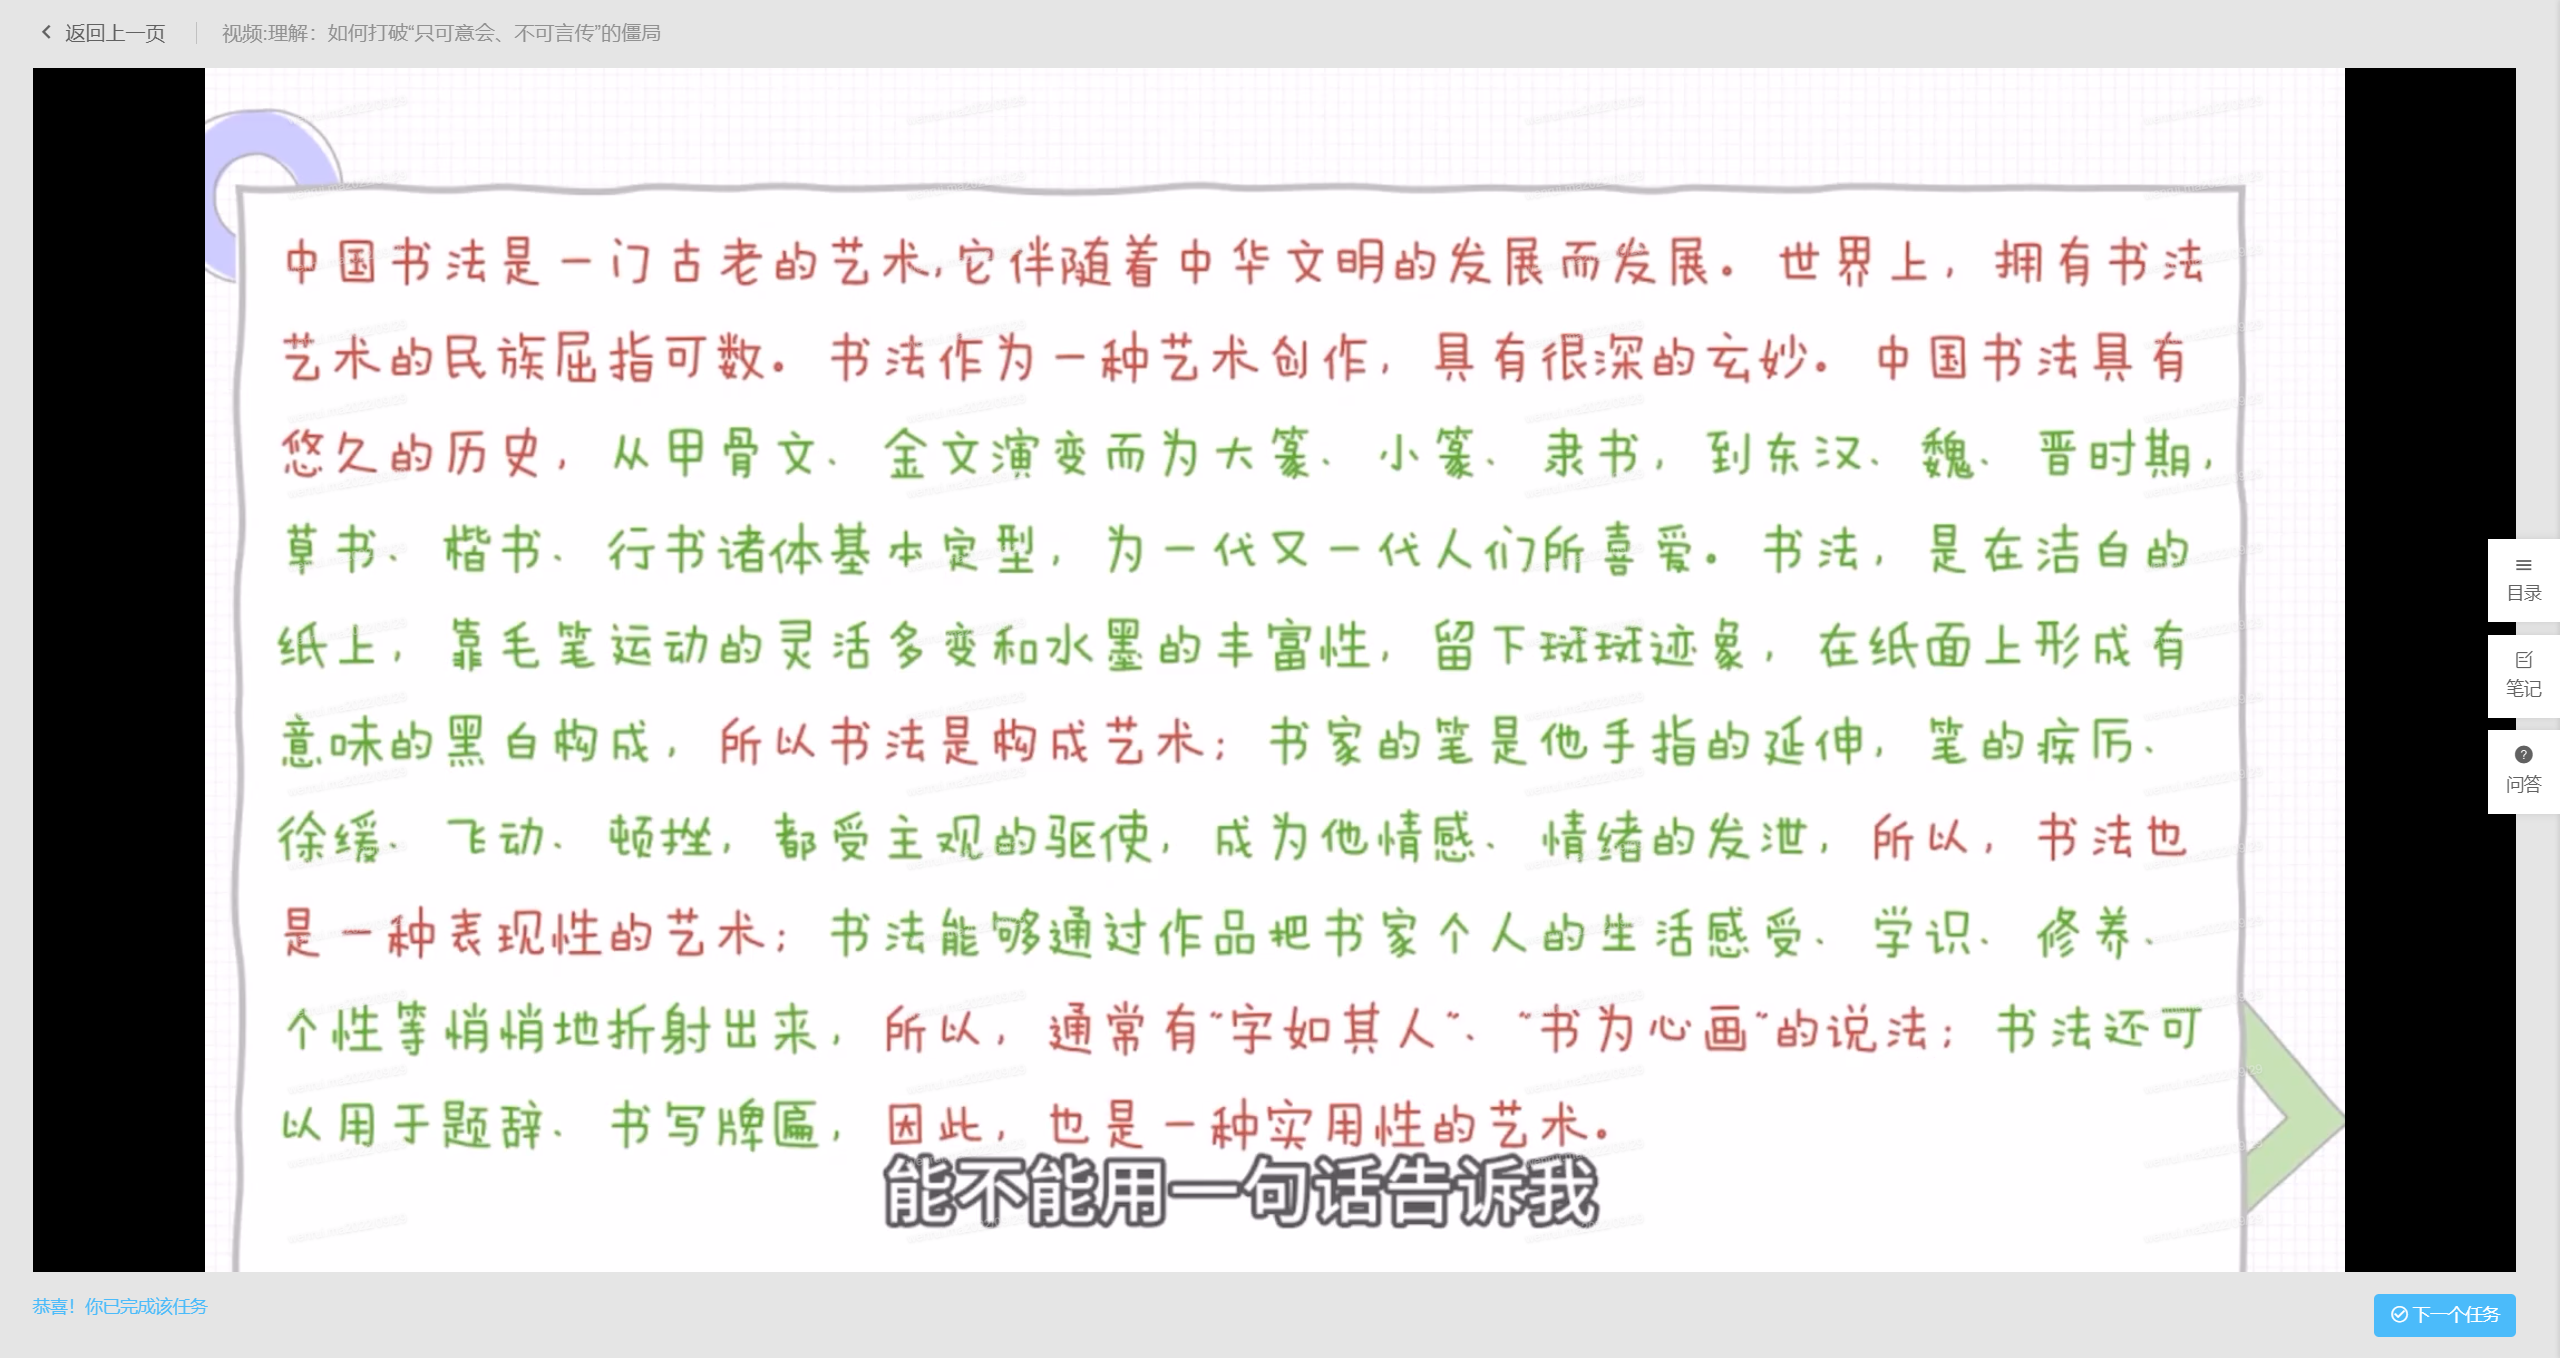 返回上一页
视频:理解：如何打破“只可意会、不可言传”的僵局
中国书法是一门古老的艺术,它伴随着中华文明的发展而发展。世界上，拥有书法
艺术的民族屈指可数。书法作为一种艺术创作，具有很深的玄妙。中国书法具有
悠久的历史，从甲骨文、金文演变而为大篆、小篆、隶书，到东汉、魏、晋时期，
草书、楷书、行书诸体基本定型，为一代又一代人们所喜爱。书法，是在洁白的
纸上，靠毛笔运动的灵活多变和水墨的丰富性，留下斑斑迹象，在纸面上形成有
意味的黑白构成，所以书法是构成艺术；书家的笔是他手指的延伸，笔的疾厉、
徐缓、飞动、顿挫，都受主观的驱使，成为他情感、情绪的发泄，所以，书法也
是一种表现性的艺术；书法能够通过作品把书家个人的生活感受、学识、修养、
个性等悄悄地折射出来，所以，通常有“字如其人”、“书为心画”的说法；书法还可
以用于题辞、书写牌匾，因此，也是一种实用性的艺术。
能不能用一句话告诉我
目录
笔记
问答
恭喜！你已完成该任务
下一个任务